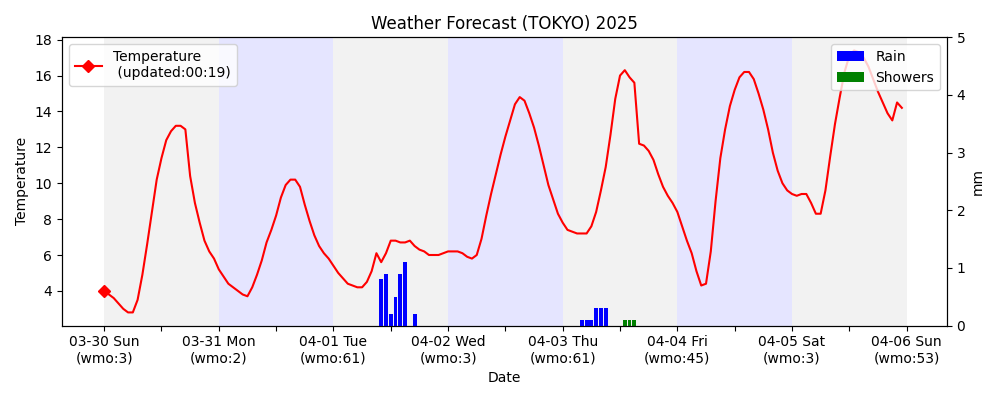 Weather Forecast (TOKYO) 2025
Temperature
(updated:00:19)
Rain
Showers
Temperature
18
16
14
12
10
8
6
4
5
4
3
2
1
0
mm
03-30 Sun
(wmo:3)
03-31 Mon
(wmo:2)
04-01 Tue
(wmo:61)
04-02 Wed
(wmo:3)
04-03 Thu
(wmo:61)
04-04 Fri
(wmo:45)
04-05 Sat
(wmo:3)
04-06 Sun
(wmo:53)
Date